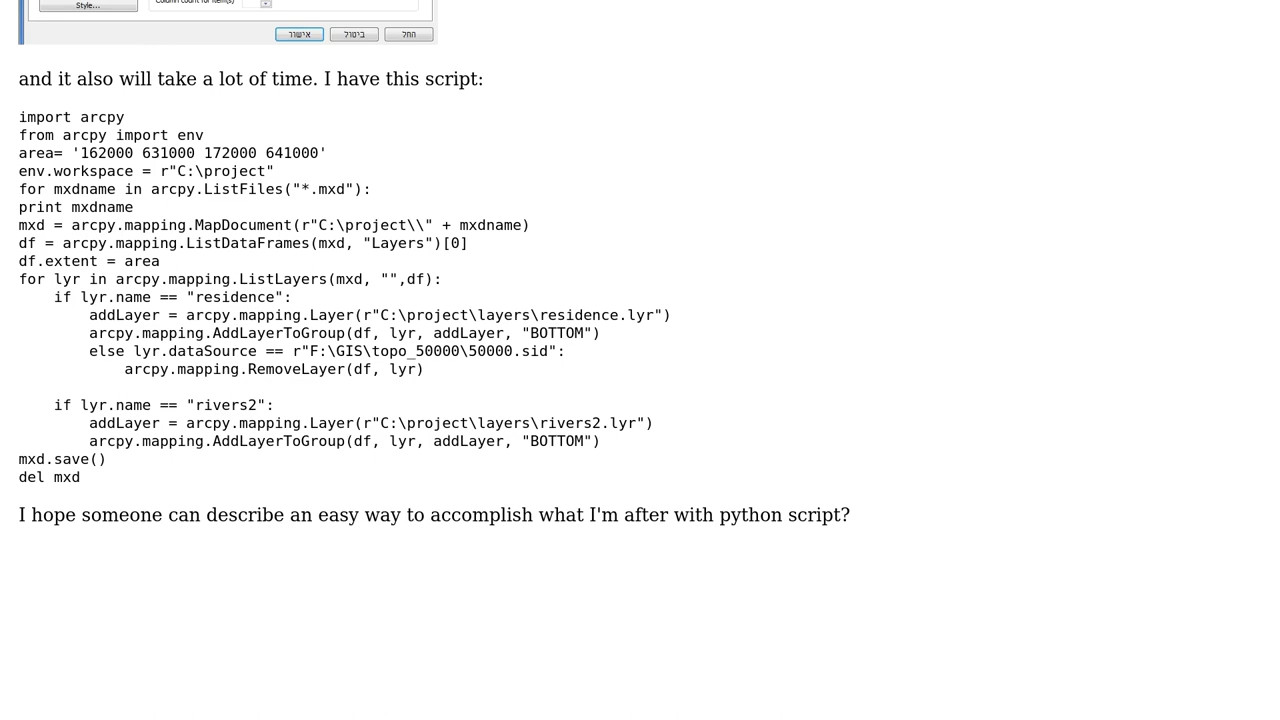 Style...
Column count for item(s)
אישור
ביטול
החל
and it also will take a lot of time. I have this script:
import arcpy
from arcpy import env
area= '162000 631000 172000 641000'
env.workspace = r"C:\project"
for mxdname in arcpy.ListFiles("*.mxd"):
print mxdname
mxd = arcpy.mapping.MapDocument(r"C:\project\\" + mxdname)
df = arcpy.mapping.ListDataFrames(mxd, "Layers")[0]
df.extent = area
for lyr in arcpy.mapping.ListLayers(mxd, "",df):
    if lyr.name == "residence":
        addLayer = arcpy.mapping.Layer(r"C:\project\layers\residence.lyr")
        arcpy.mapping.AddLayerToGroup(df, lyr, addLayer, "BOTTOM")
        else lyr.dataSource == r"F:\GIS\topo_50000\50000.sid":
            arcpy.mapping.RemoveLayer(df, lyr)
    if lyr.name == "rivers2":
        addLayer = arcpy.mapping.Layer(r"C:\project\layers\rivers2.lyr")
        arcpy.mapping.AddLayerToGroup(df, lyr, addLayer, "BOTTOM")
mxd.save()
del mxd
I hope someone can describe an easy way to accomplish what I'm after with python script?